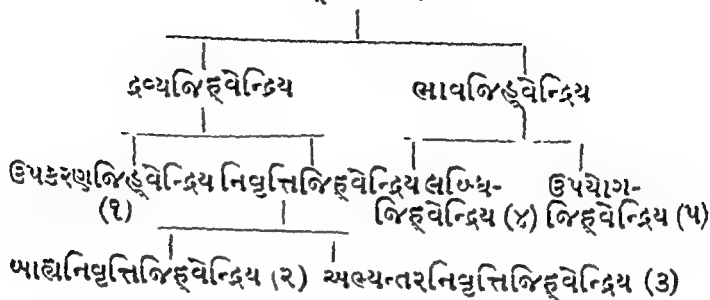 દ્રવ્યજિહ્વેન્દ્રિય ભાવજિહ્વેન્દ્રિય
ઉપકરણજિહ્વેન્દ્રિય નિવૃત્તિજિહ્વેન્દ્રિય લબ્ધિ- ઉપયોગ-
(૧) જિહ્વેન્દ્રિય (૪) જિહ્વેન્દ્રિય (૫)
બાહ્યનિવૃત્તિજિહ્વેન્દ્રિય (૨) અભ્યન્તરનિવૃત્તિજિહ્વેન્દ્રિય (૩)